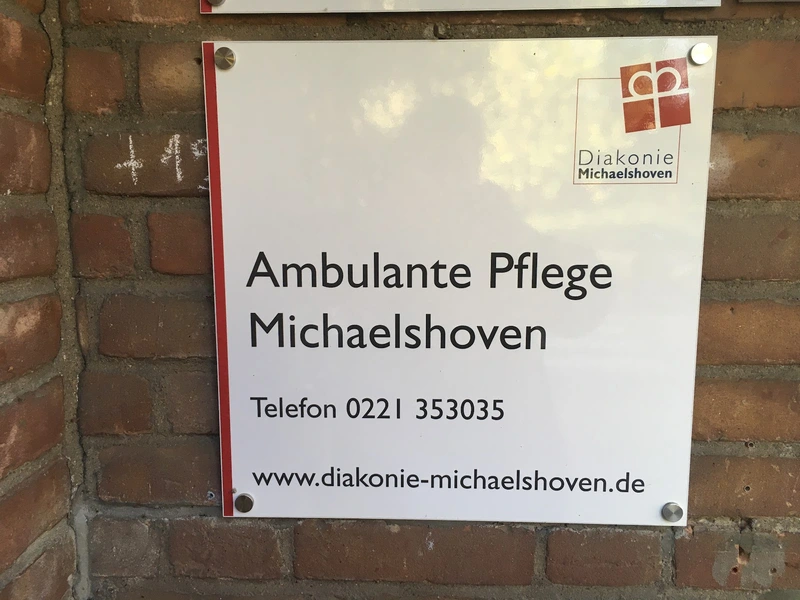 Diakonie
Michaelshoven
Ambulante Pflege
Michaelshoven
Telefon 0221 353035
www.diakonie-michaelshoven.de